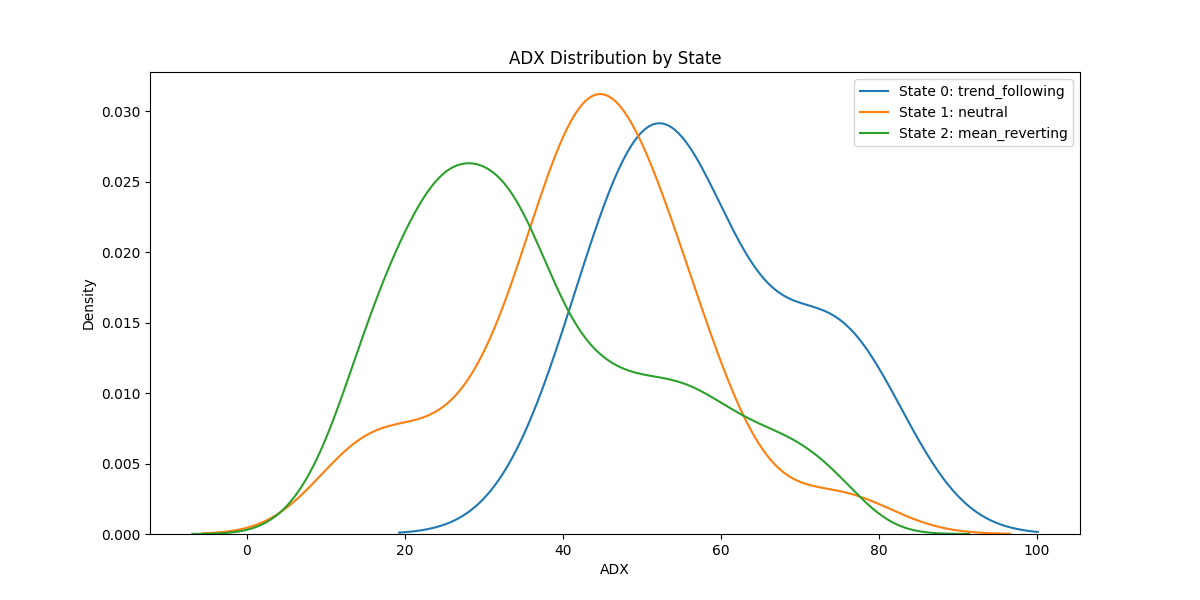 ADX Distribution by State
State 0: trend_following
State 1: neutral
State 2: mean_reverting
Density
0.030
0.025
0.020
0.015
0.010
0.005
0.000
0 20 40 60 80 100
ADX